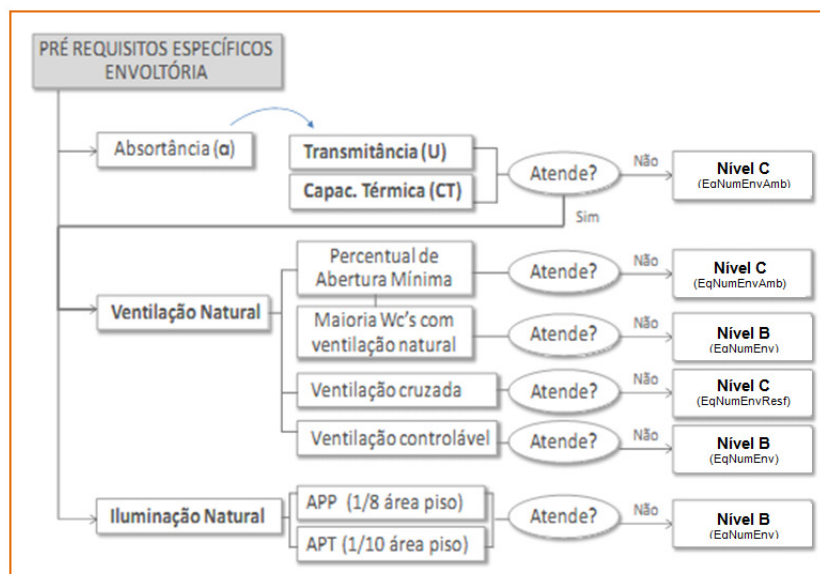 PRÉ REQUISITOS ESPECÍFICOS
ENVOLTÓRIA
Absortância (α)
Transmitância (U)
Capac. Térmica (CT)
Atende?
Não
Nível C
(EqNumEnvAmb)
Sim
Ventilação Natural
Percentual de
Abertura Mínima
Atende?
Não
Nível C
(EqNumEnvAmb)
Maioria Wc's com
ventilação natural
Atende?
Não
Nível B
(EqNumEnv)
Ventilação cruzada
Atende?
Não
Nível C
(EqNumEnvResf)
Ventilação controlável
Atende?
Não
Nível B
(EqNumEnv)
Iluminação Natural
APP (1/8 área piso)
APT (1/10 área piso)
Atende?
Não
Nível B
(EqNumEnv)